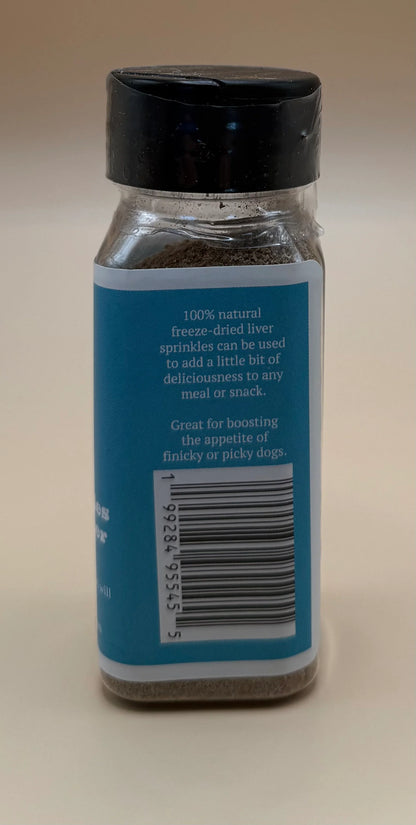 100% natural
freeze-dried liver
sprinkles can be used
to add a little bit of
deliciousness to any
meal or snack.
Great for boosting
the appetite of
finicky or picky dogs.
will
1 99284 95545 5